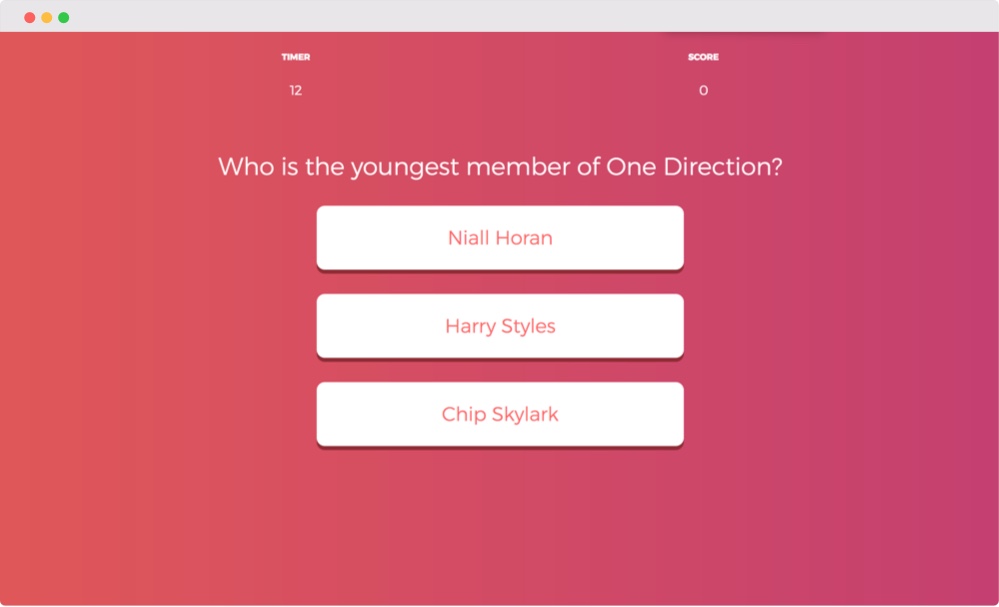 TIMER
SCORE
12
0
Who is the youngest member of One Direction?
Niall Horan
Harry Styles
Chip Skylark